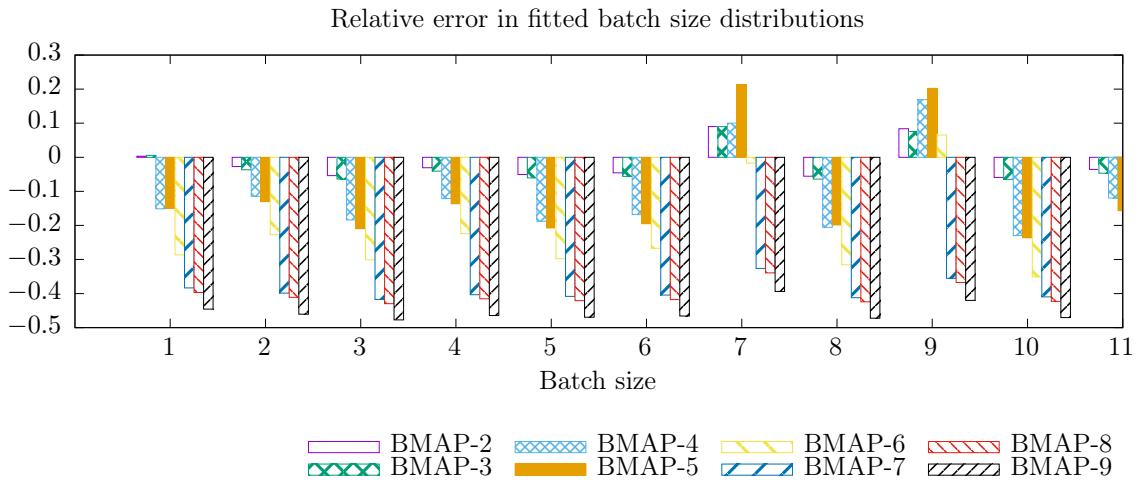 Relative error in fitted batch size distributions
0.3
0.2
0.1
0
−0.1
−0.2
−0.3
−0.4
−0.5
1 2 3 4 5 6 7 8 9 10 11
Batch size
BMAP-2 BMAP-4 BMAP-6 BMAP-8
BMAP-3 BMAP-5 BMAP-7 BMAP-9